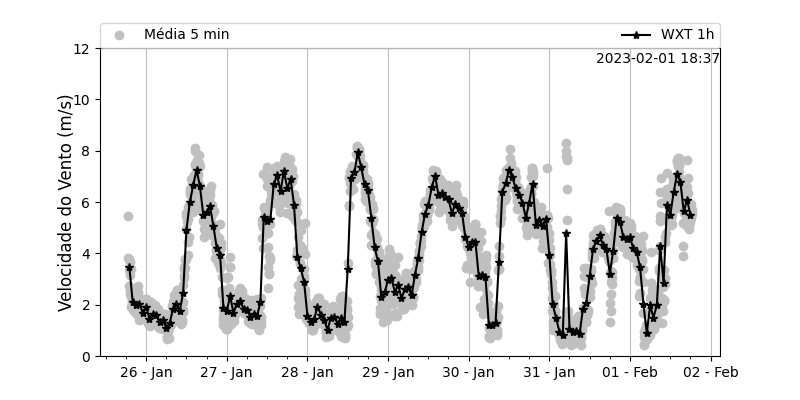 Média 5 min
WXT 1h
2023-02-01 18:37
Velocidade do Vento (m/s)
12
10
8
6
4
2
0
26 - Jan
27 - Jan
28 - Jan
29 - Jan
30 - Jan
31 - Jan
01 - Feb
02 - Feb